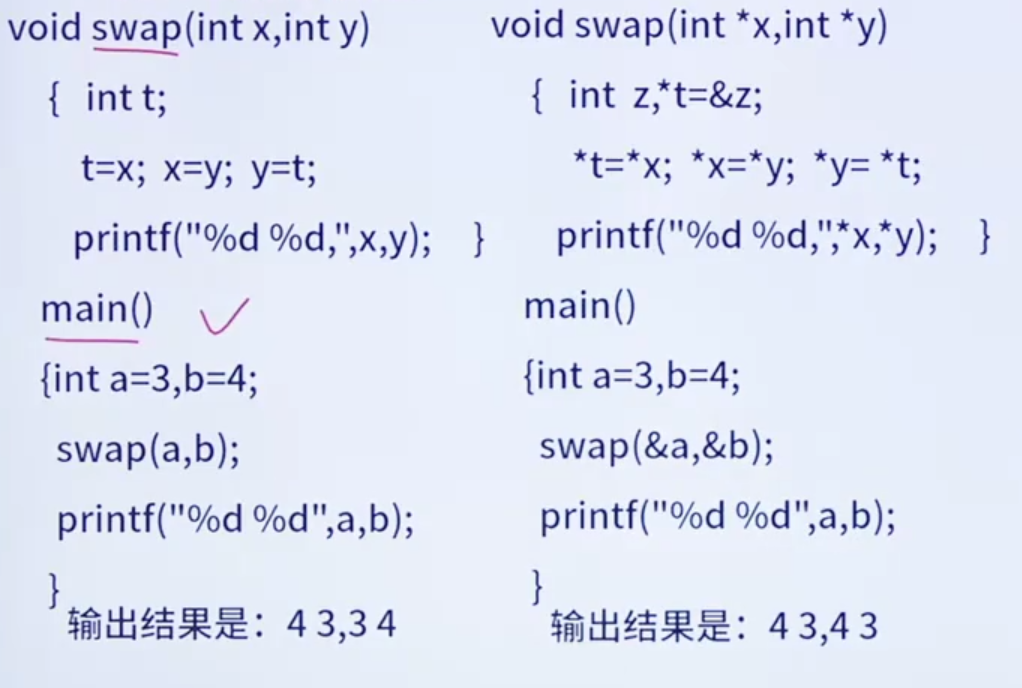 void swap(int x,int y)
{ int t;
t=x; x=y; y=t;
printf("%d %d,",x,y); }
main()
{int a=3,b=4;
swap(a,b);
printf("%d %d",a,b);
}
输出结果是：4 3,3 4
void swap(int *x,int *y)
{ int z,*t=&z;
*t=*x; *x=*y; *y= *t;
printf("%d %d,",*x,*y); }
main()
{int a=3,b=4;
swap(&a,&b);
printf("%d %d",a,b);
}
输出结果是：4 3,4 3